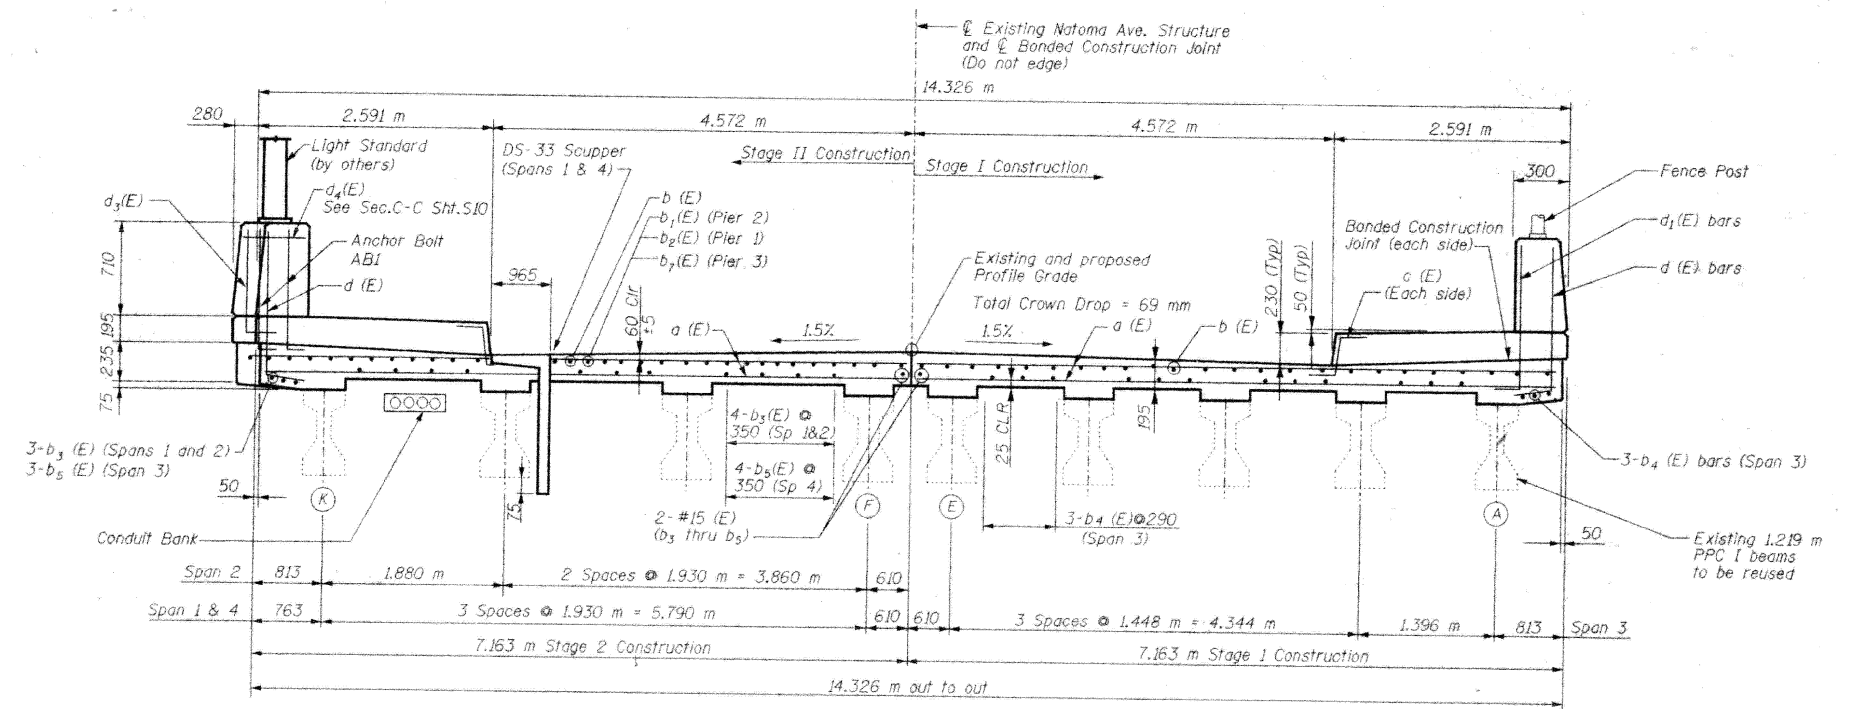 ℄ Existing Natoma Ave. Structure
and ℄ Bonded Construction Joint
(Do not edge)
14.326 m
280
2.591 m
4.572 m
4.572 m
2.591 m
Light Standard
(by others)
DS-33 Scupper
(Spans 1 & 4)
Stage II Construction
Stage I Construction
300
Fence Post
d3(E)
d4(E)
See Sec.C-C Sht.S10
b (E)
b1(E) (Pier 2)
b2(E) (Pier 1)
b7(E) (Pier 3)
Anchor Bolt
AB1
d (E)
Bonded Construction
Joint (each side)
d1(E) bars
d (E) bars
c (E)
(Each side)
710
195
235
75
965
60 Clr
±5
a (E)
1.5%
Existing and proposed
Profile Grade
Total Crown Drop = 69 mm
1.5%
a (E)
b (E)
230 (Typ)
50 (Typ)
4-b3(E) @
350 (Sp 1&2)
4-b5(E) @
350 (Sp 4)
25 CLR
195
3-b3 (E) (Spans 1 and 2)
3-b5 (E) (Span 3)
3-b4 (E) bars (Span 3)
50
K
75
F
E
A
2- #15 (E)
(b3 thru b5)
3-b4 (E)@290
(Span 3)
50
Conduit Bank
Existing 1.219 m
PPC I beams
to be reused
Span 2
813
1.880 m
2 Spaces @ 1.930 m = 3.860 m
610
Span 1 & 4
763
3 Spaces @ 1.930 m = 5.790 m
610
610
3 Spaces @ 1.448 m = 4.344 m
1.396 m
813
Span 3
7.163 m Stage 2 Construction
7.163 m Stage 1 Construction
14.326 m out to out